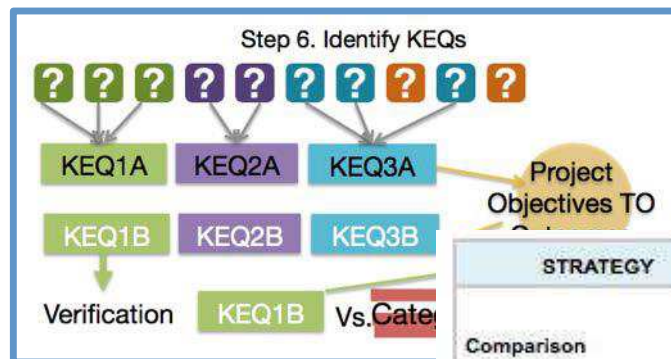 Step 6. Identify KEQs
? ? ? ? ? ? ? ? ? ?
KEQ1A KEQ2A KEQ3A
Project
Objectives TO
KEQ1B KEQ2B KEQ3B
STRATEGY
Verification KEQ1B Vs.
Comparison